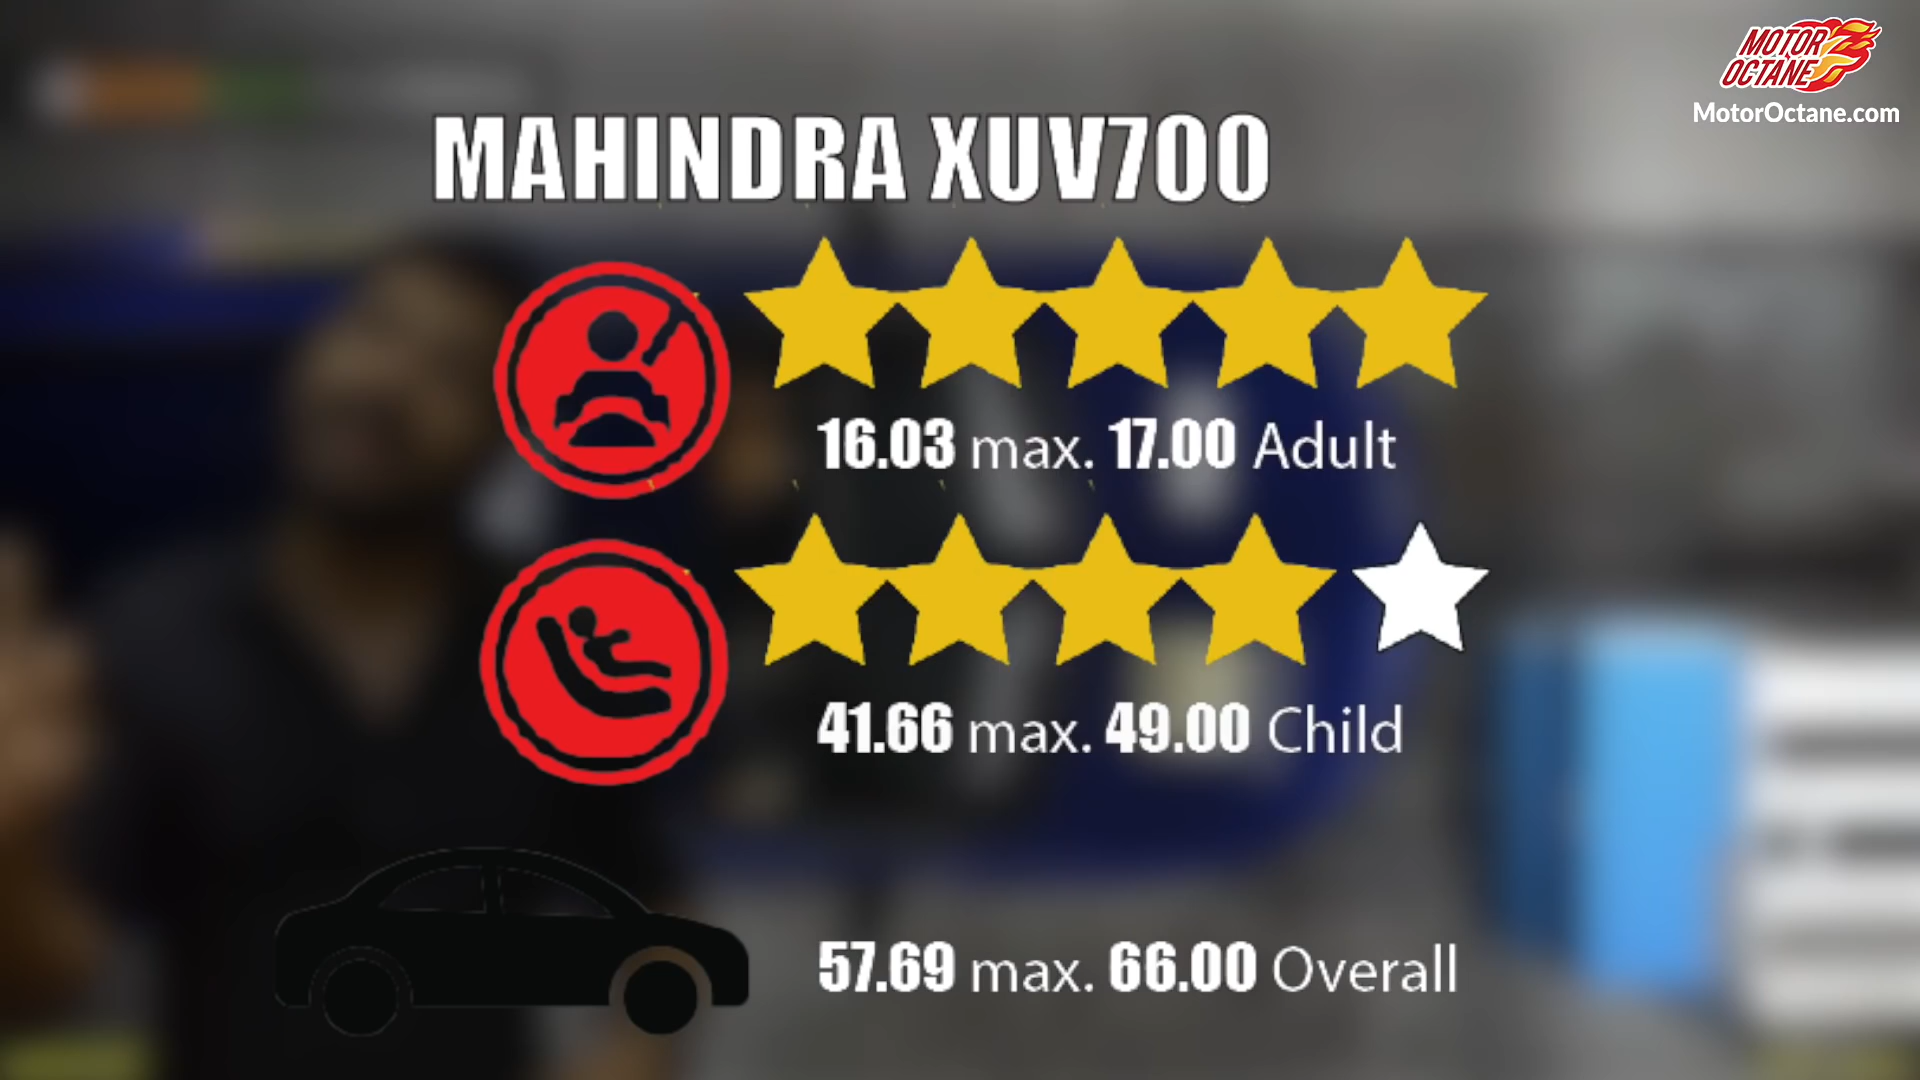 MOTOR
OCTANE
MotorOctane.com
MAHINDRA XUV700
16.03 max. 17.00 Adult
41.66 max. 49.00 Child
57.69 max. 66.00 Overall